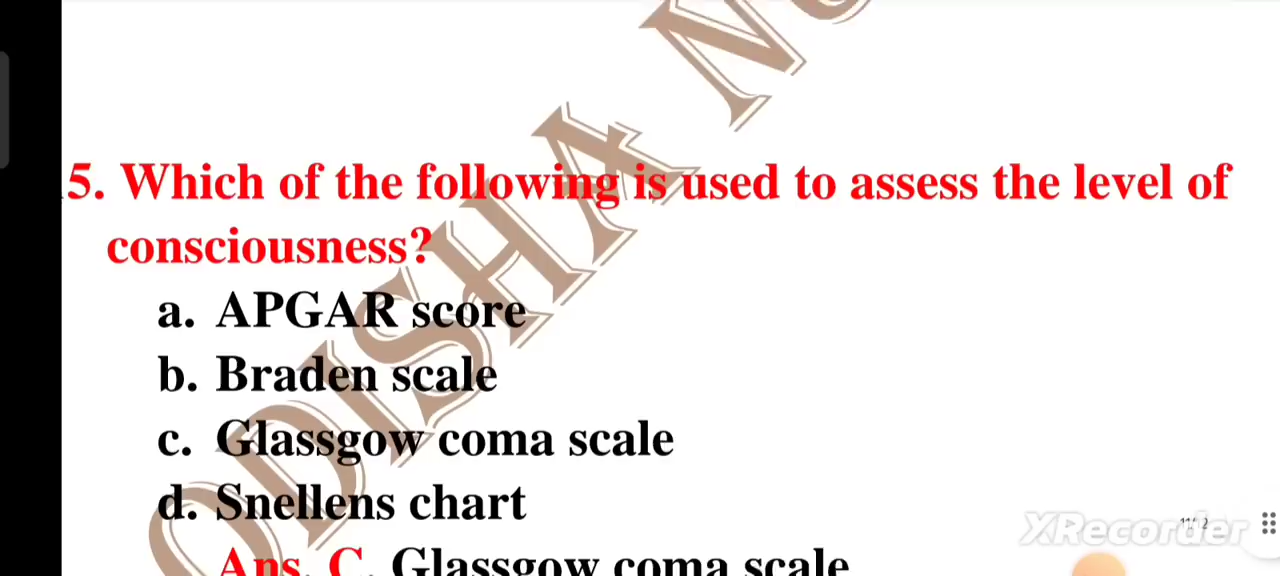 5. Which of the following is used to assess the level of
consciousness?
a. APGAR score
b. Braden scale
c. Glassgow coma scale
d. Snellens chart
Ans. C. Glassgow coma scale
ODISHA
XRecorder